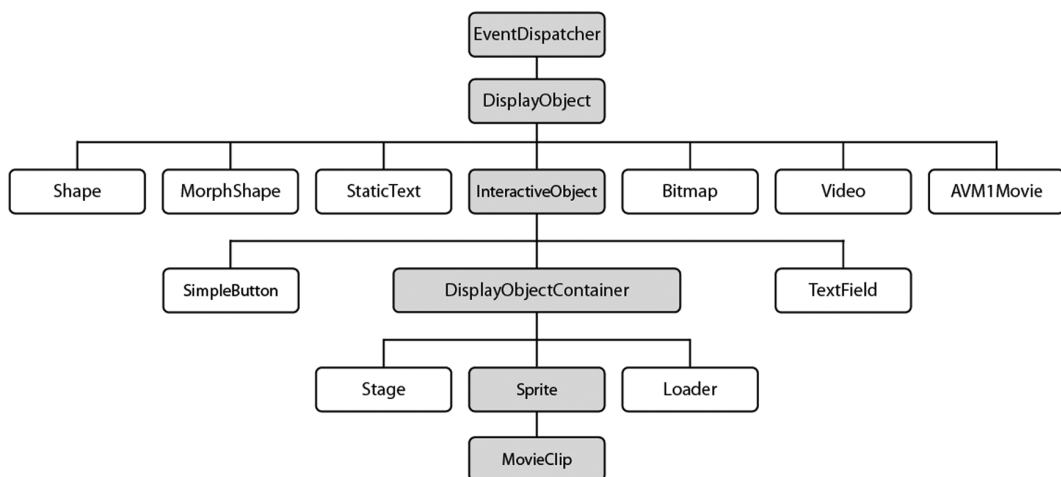 EventDispatcher
DisplayObject
Shape
MorphShape
StaticText
InteractiveObject
Bitmap
Video
AVM1Movie
SimpleButton
DisplayObjectContainer
TextField
Stage
Sprite
Loader
MovieClip